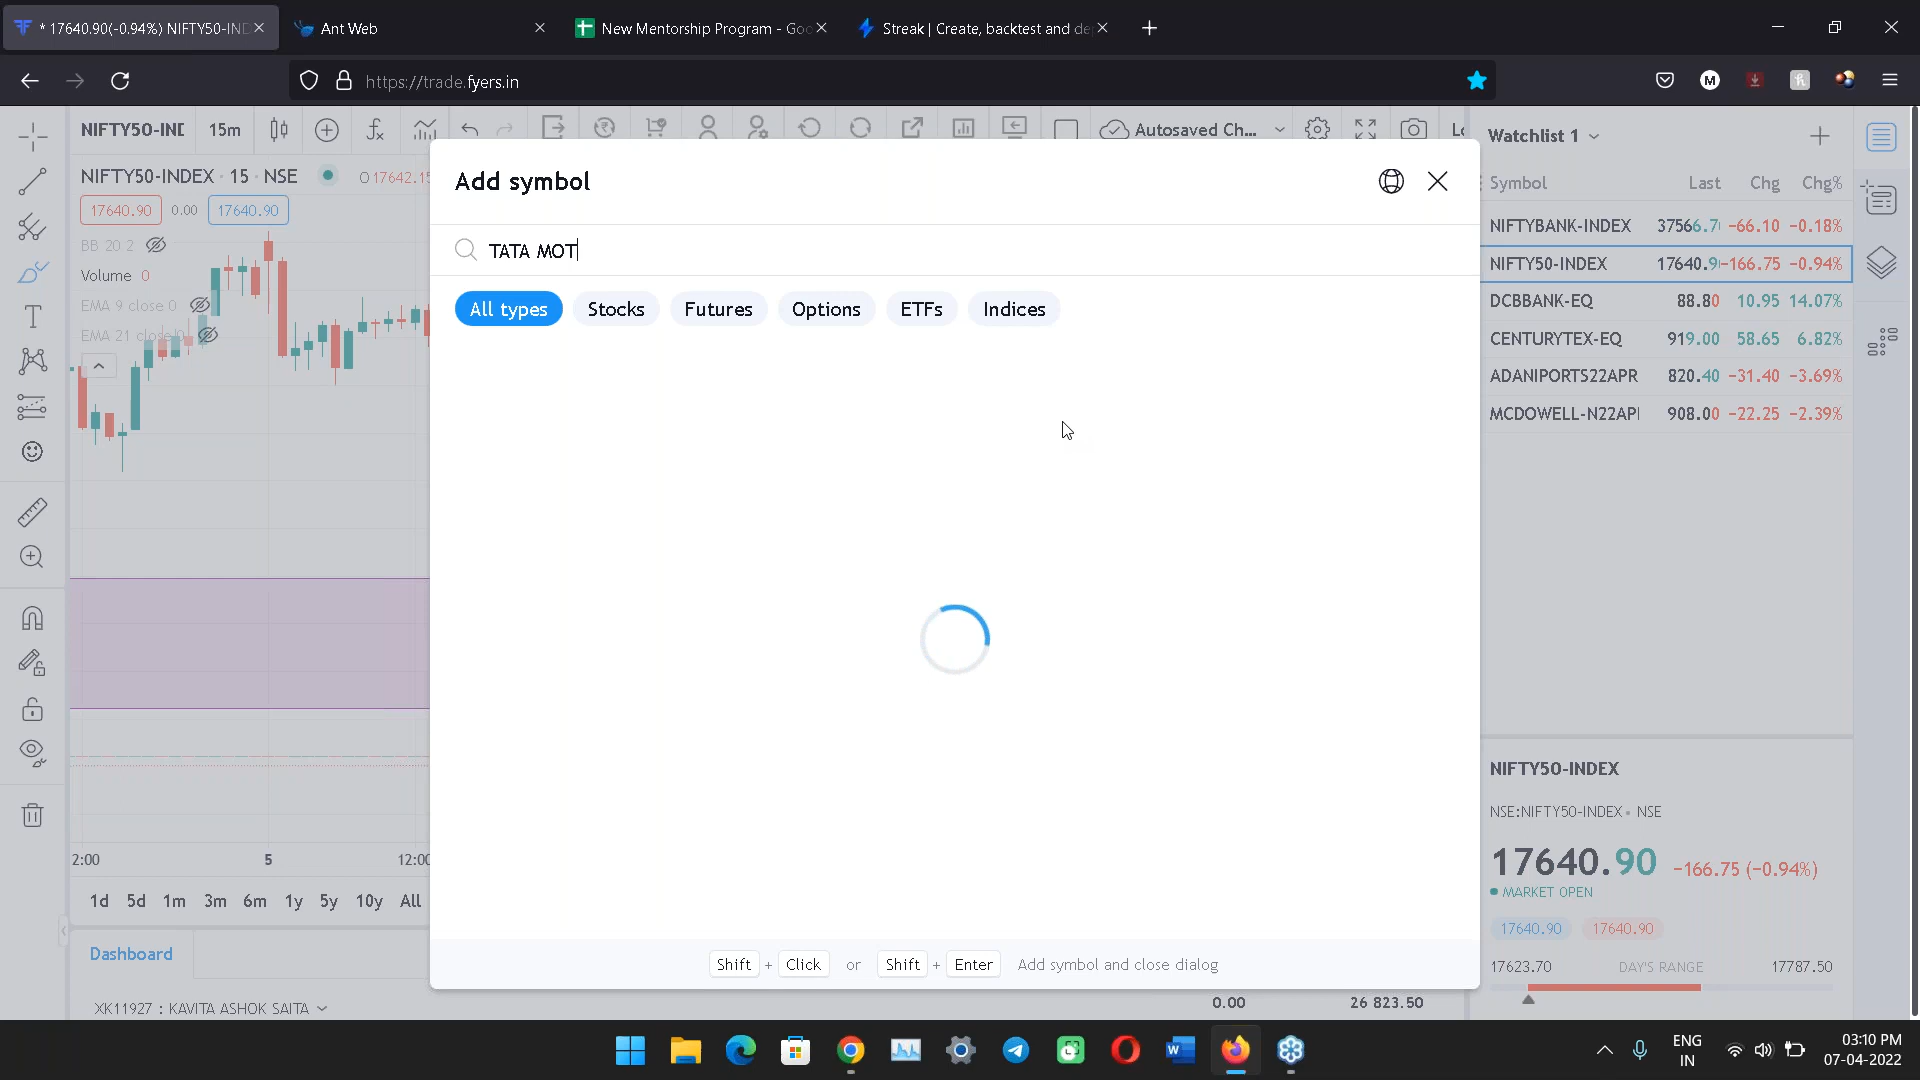 * 17640.90(-0.94%) NIFTY50-IND
Ant Web
New Mentorship Program - Goo
Streak | Create, backtest and de
https://trade.fyers.in
M
NIFTY50-INE
15m
Autosaved Ch...
Watchlist 1
NIFTY50-INDEX · 15 · NSE
O17642.15
17640.90
0.00
17640.90
BB 20 2
Volume 0
EMA 9 close 0
EMA 21 close 0
Add symbol
TATA MOT
All types
Stocks
Futures
Options
ETFs
Indices
Symbol Last Chg Chg%
NIFTYBANK-INDEX 37566.7 -66.10 -0.18%
NIFTY50-INDEX 17640.9 -166.75 -0.94%
DCBBANK-EQ 88.80 10.95 14.07%
CENTURYTEX-EQ 919.00 58.65 6.82%
ADANIPORTS22APR 820.40 -31.40 -3.69%
MCDOWELL-N22API 908.00 -22.25 -2.39%
2:00 5 12:00
1d 5d 1m 3m 6m 1y 5y 10y All
Dashboard
XK11927 : KAVITA ASHOK SAITA
Shift + Click or Shift + Enter Add symbol and close dialog
0.00 26 823.50
NIFTY50-INDEX
NSE:NIFTY50-INDEX • NSE
17640.90 -166.75 (-0.94%)
MARKET OPEN
17640.90 17640.90
17623.70 DAY'S RANGE 17787.50
ENG
IN
03:10 PM
07-04-2022